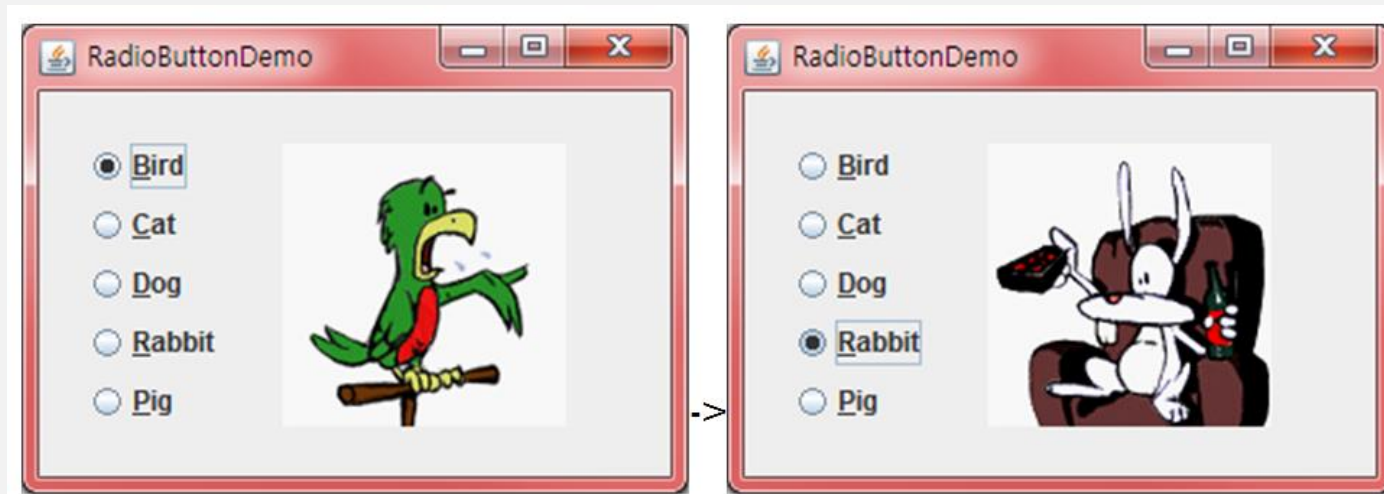 RadioButtonDemo
Bird
Cat
Dog
Rabbit
Pig
->
RadioButtonDemo
Bird
Cat
Dog
Rabbit
Pig